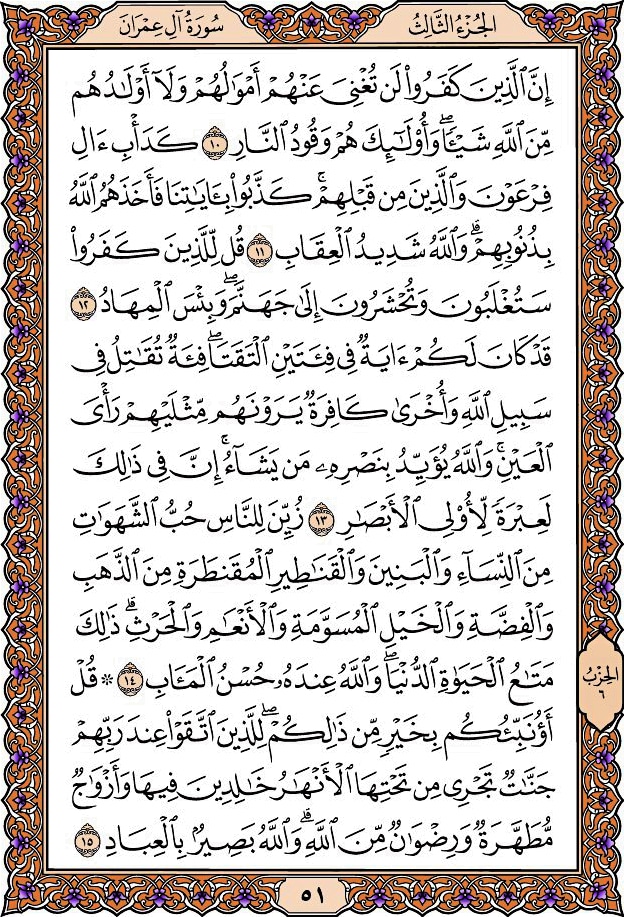 الجُزْءُ الثَّالِثُ
سُورَةُ آلِ عِمْرَانَ
إِنَّ ٱلَّذِينَ كَفَرُوا۟ لَن تُغْنِىَ عَنْهُمْ أَمْوَٰلُهُمْ وَلَآ أَوْلَـٰدُهُم
مِّنَ ٱللَّهِ شَيْـًٔا ۖ وَأُو۟لَـٰٓئِكَ هُمْ وَقُودُ ٱلنَّارِ ١٠ كَدَأْبِ ءَالِ
فِرْعَوْنَ وَٱلَّذِينَ مِن قَبْلِهِمْ ۚ كَذَّبُوا۟ بِـَٔايَـٰتِنَا فَأَخَذَهُمُ ٱللَّهُ
بِذُنُوبِهِمْ ۗ وَٱللَّهُ شَدِيدُ ٱلْعِقَابِ ١١ قُل لِّلَّذِينَ كَفَرُوا۟
سَتُغْلَبُونَ وَتُحْشَرُونَ إِلَىٰ جَهَنَّمَ ۚ وَبِئْسَ ٱلْمِهَادُ ١٢
قَدْ كَانَ لَكُمْ ءَايَةٌ فِى فِئَتَيْنِ ٱلْتَقَتَا ۖ فِئَةٌ تُقَـٰتِلُ فِى
سَبِيلِ ٱللَّهِ وَأُخْرَىٰ كَافِرَةٌ يَرَوْنَهُم مِّثْلَيْهِمْ رَأْىَ
ٱلْعَيْنِ ۚ وَٱللَّهُ يُؤَيِّدُ بِنَصْرِهِۦ مَن يَشَآءُ ۗ إِنَّ فِى ذَٰلِكَ
لَعِبْرَةً لِّأُو۟لِى ٱلْأَبْصَـٰرِ ١٣ زُيِّنَ لِلنَّاسِ حُبُّ ٱلشَّهَوَٰتِ
مِنَ ٱلنِّسَآءِ وَٱلْبَنِينَ وَٱلْقَنَـٰطِيرِ ٱلْمُقَنطَرَةِ مِنَ ٱلذَّهَبِ
وَٱلْفِضَّةِ وَٱلْخَيْلِ ٱلْمُسَوَّمَةِ وَٱلْأَنْعَـٰمِ وَٱلْحَرْثِ ۗ ذَٰلِكَ
مَتَـٰعُ ٱلْحَيَوٰةِ ٱلدُّنْيَا ۖ وَٱللَّهُ عِندَهُۥ حُسْنُ ٱلْمَـَٔابِ ١٤ ۞ قُلْ
أَؤُنَبِّئُكُم بِخَيْرٍ مِّن ذَٰلِكُمْ ۚ لِلَّذِينَ ٱتَّقَوْا۟ عِندَ رَبِّهِمْ
جَنَّـٰتٌ تَجْرِى مِن تَحْتِهَا ٱلْأَنْهَـٰرُ خَـٰلِدِينَ فِيهَا وَأَزْوَٰجٌ
مُّطَهَّرَةٌ وَرِضْوَٰنٌ مِّنَ ٱللَّهِ ۗ وَٱللَّهُ بَصِيرٌۢ بِٱلْعِبَادِ ١٥
الحِزْبُ
٦
٥١